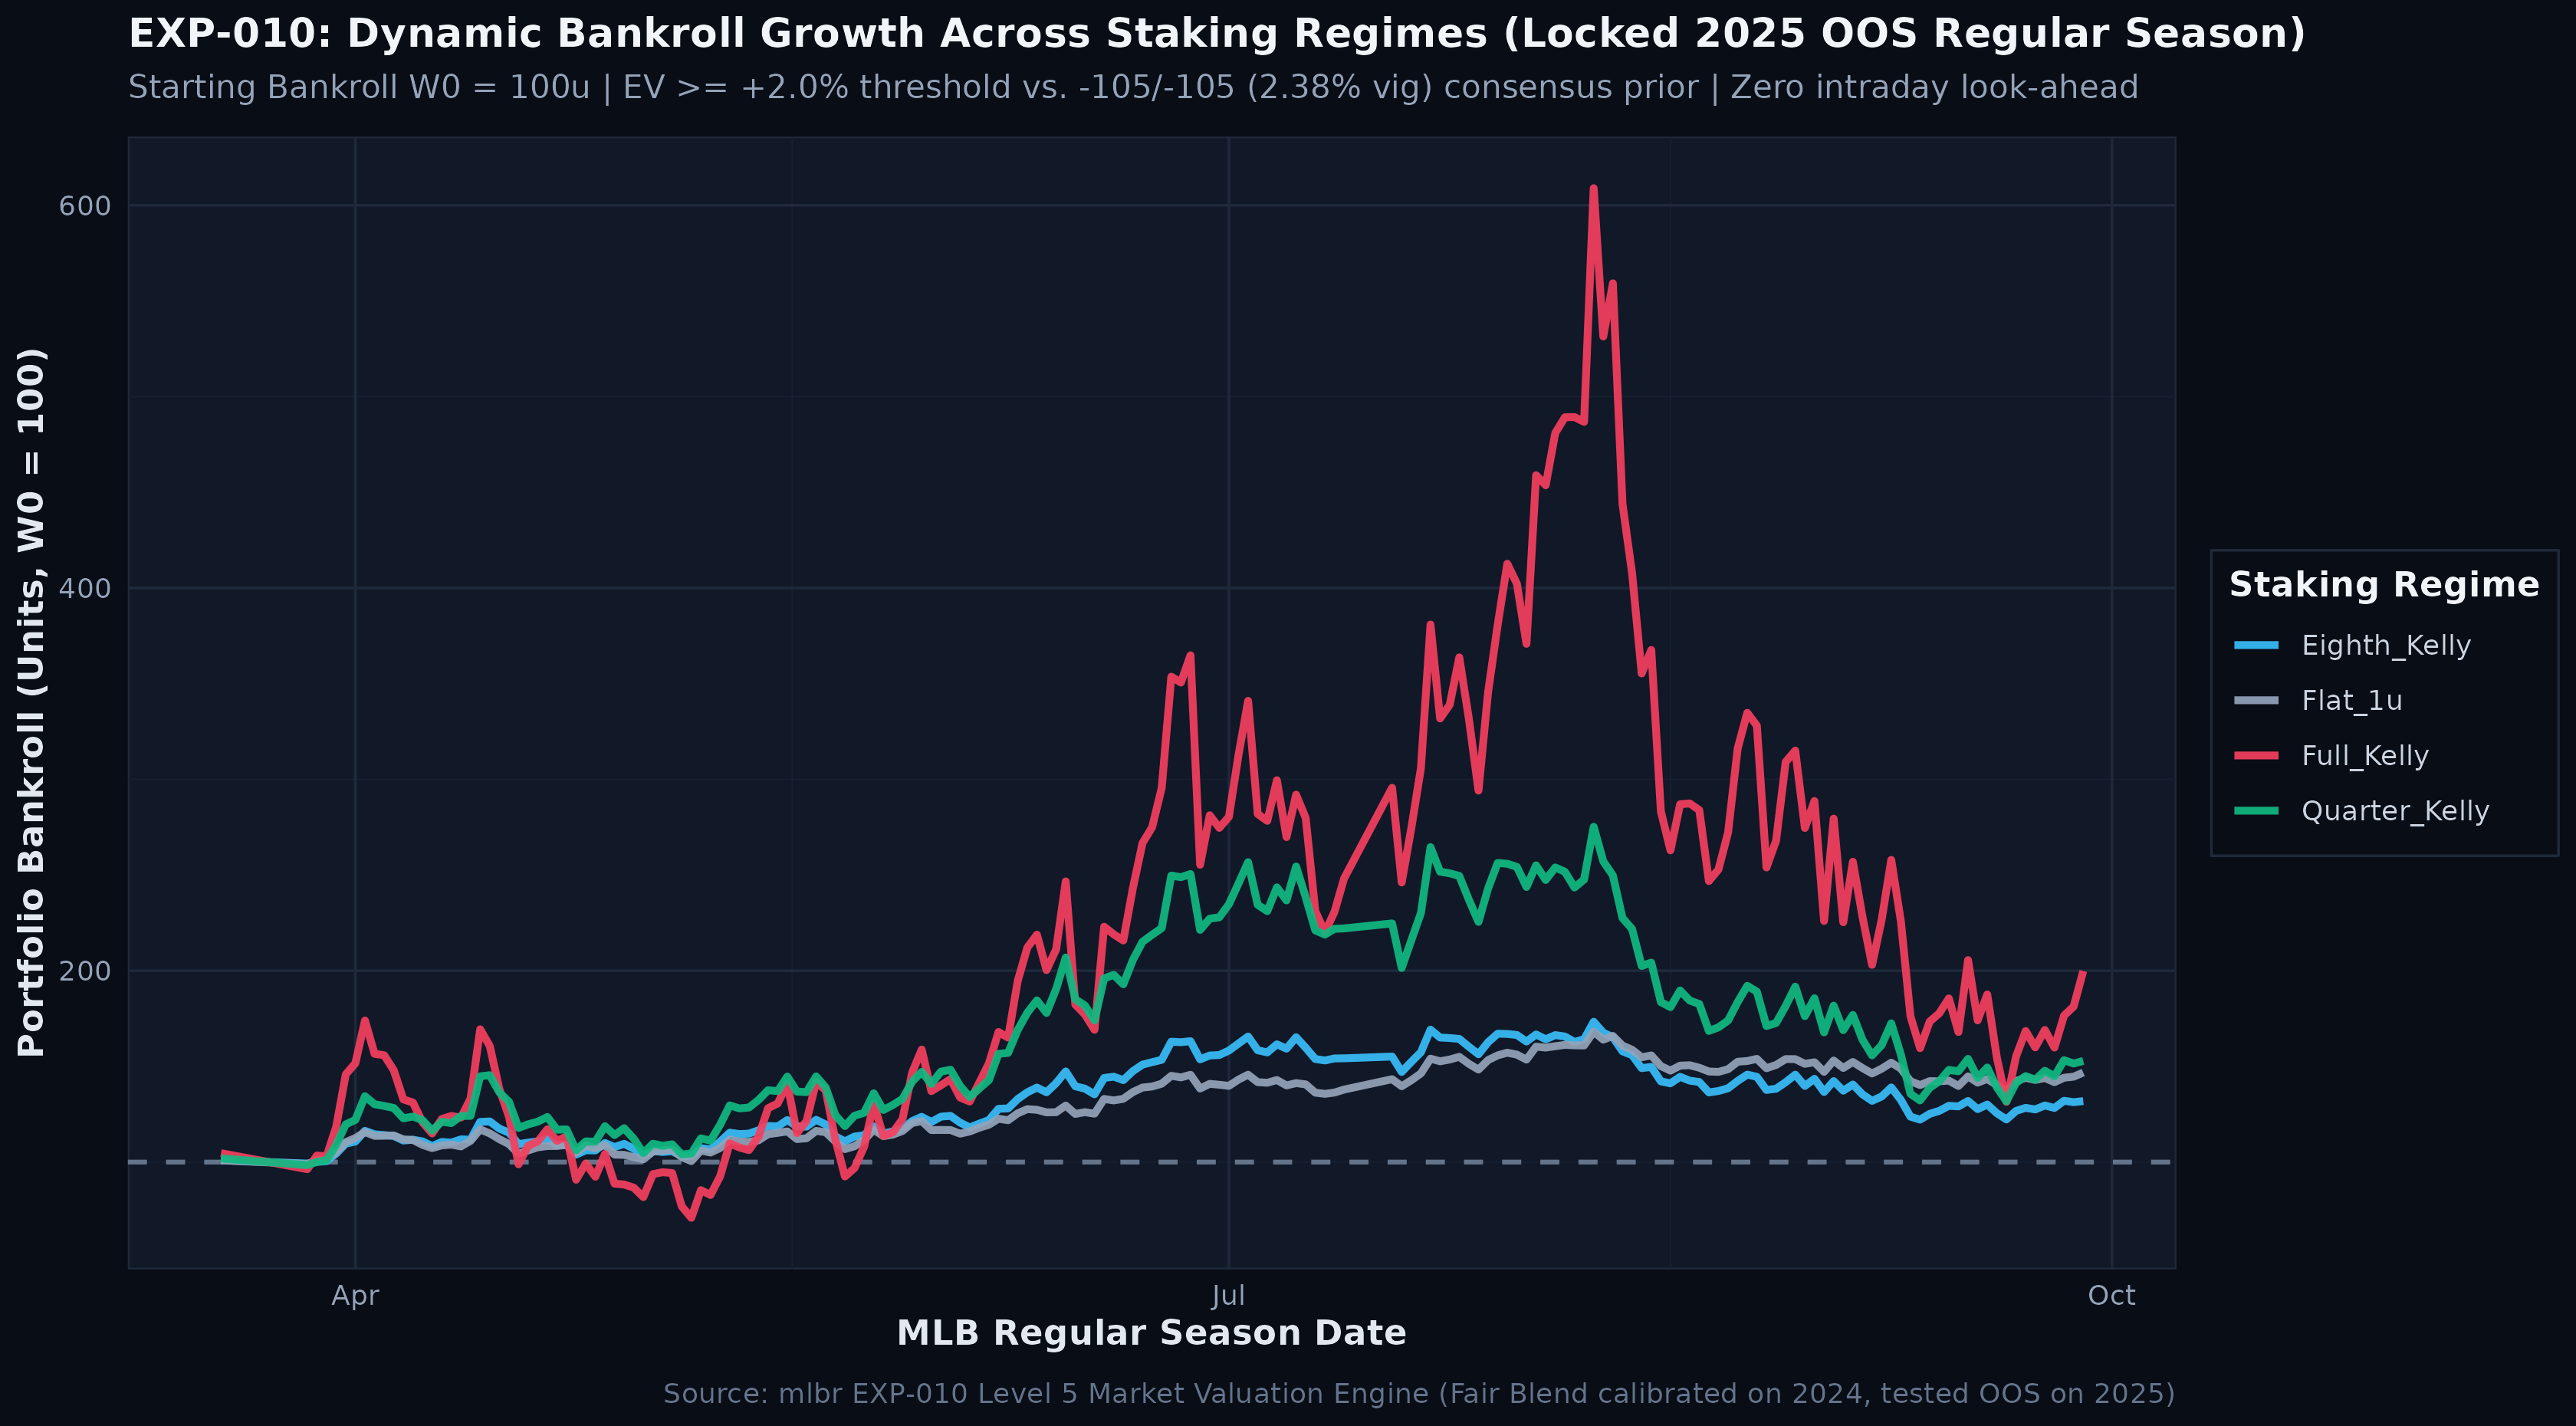 EXP-010: Dynamic Bankroll Growth Across Staking Regimes (Locked 2025 OOS Regular Season)
Starting Bankroll W0 = 100u | EV >= +2.0% threshold vs. -105/-105 (2.38% vig) consensus prior | Zero intraday look-ahead
Portfolio Bankroll (Units, W0 = 100)
600
400
200
Apr
Jul
Oct
MLB Regular Season Date
Staking Regime
Eighth_Kelly
Flat_1u
Full_Kelly
Quarter_Kelly
Source: mlbr EXP-010 Level 5 Market Valuation Engine (Fair Blend calibrated on 2024, tested OOS on 2025)